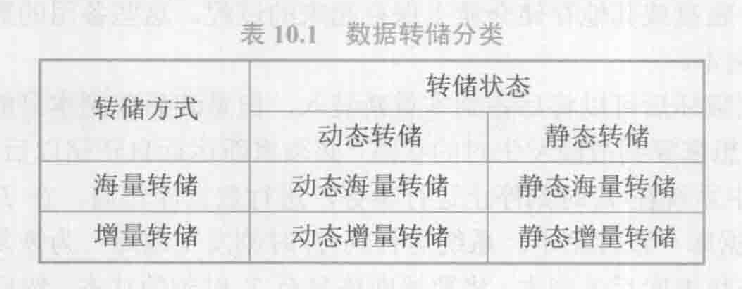 表 10.1 数据转储分类
转储方式
转储状态
动态转储 静态转储
海量转储 动态海量转储 静态海量转储
增量转储 动态增量转储 静态增量转储